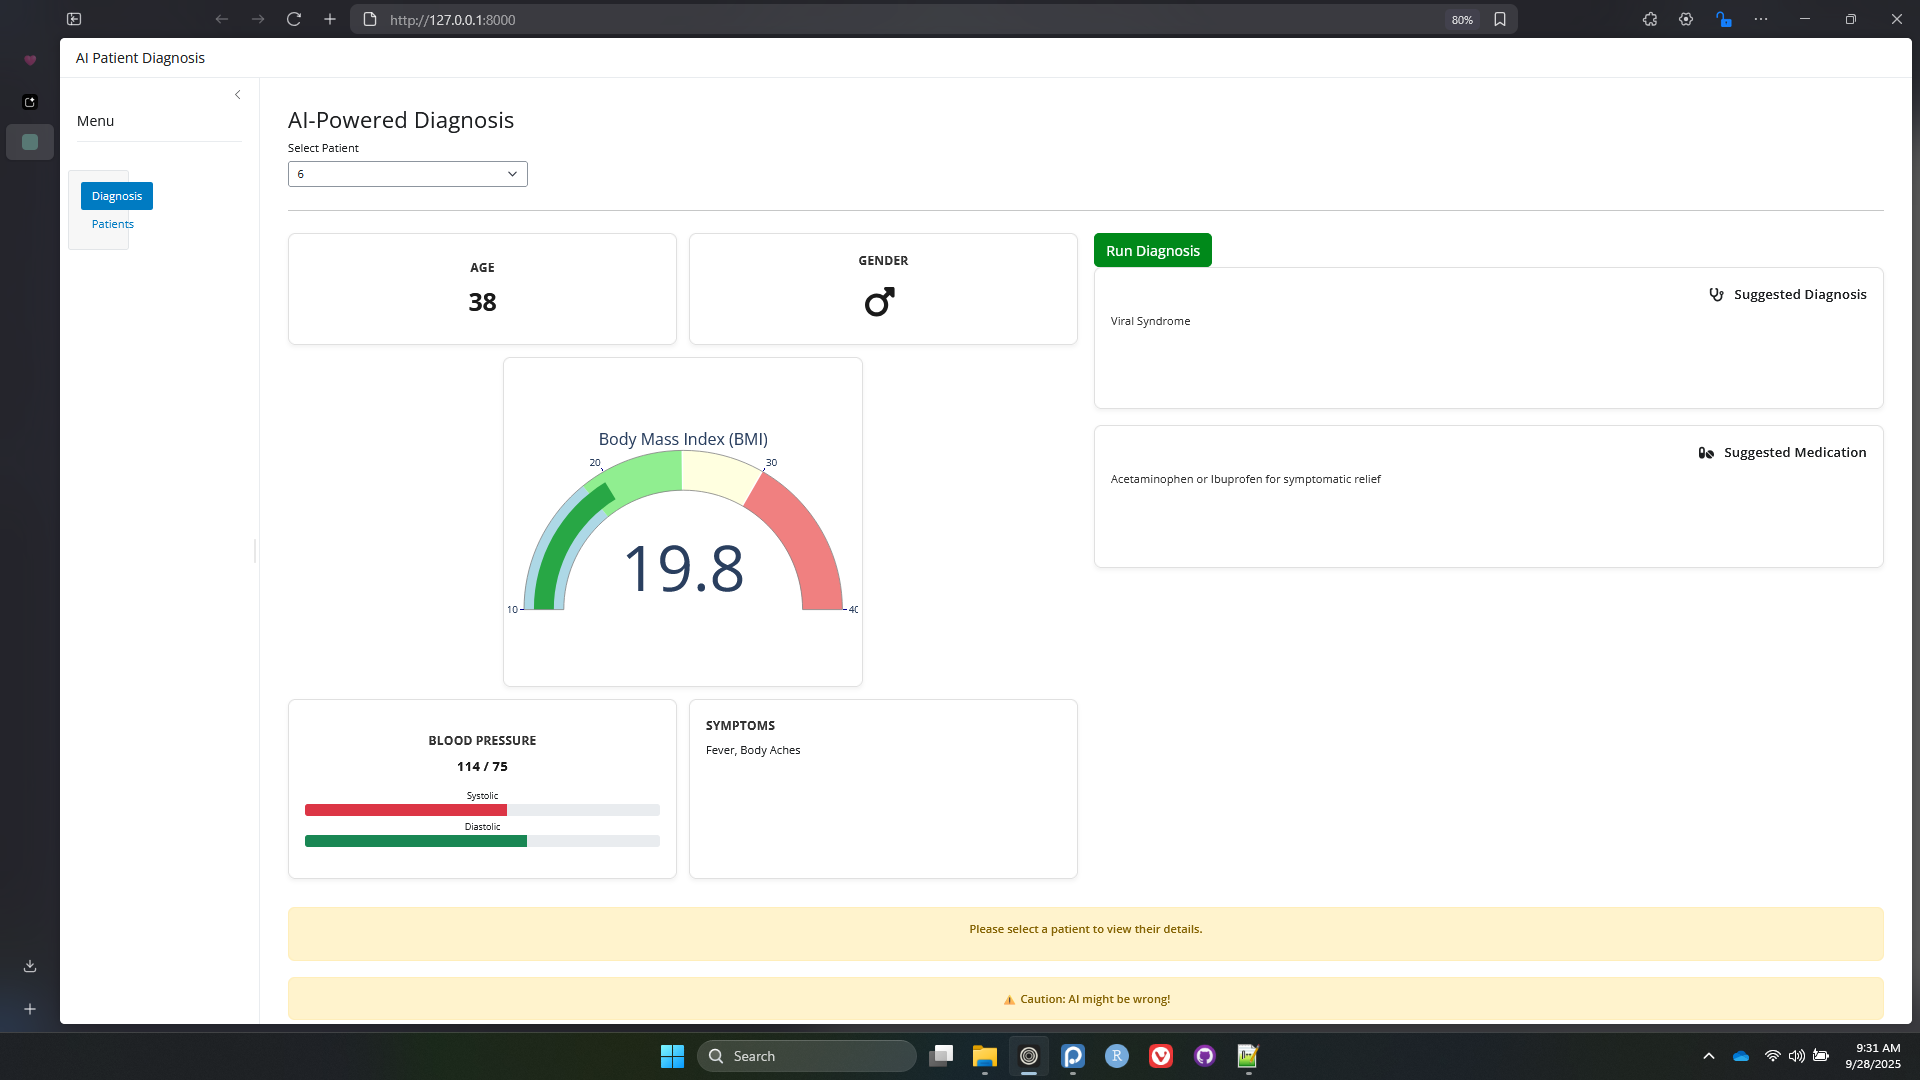 http://127.0.0.1:8000
80%
AI Patient Diagnosis
Menu
Diagnosis
Patients
AI-Powered Diagnosis
Select Patient
6
AGE
38
GENDER
Run Diagnosis
Suggested Diagnosis
Viral Syndrome
Suggested Medication
Acetaminophen or Ibuprofen for symptomatic relief
Body Mass Index (BMI)
20
30
10
40
19.8
BLOOD PRESSURE
114 / 75
Systolic
Diastolic
SYMPTOMS
Fever, Body Aches
Please select a patient to view their details.
Caution: AI might be wrong!
Search
R
9:31 AM
9/28/2025